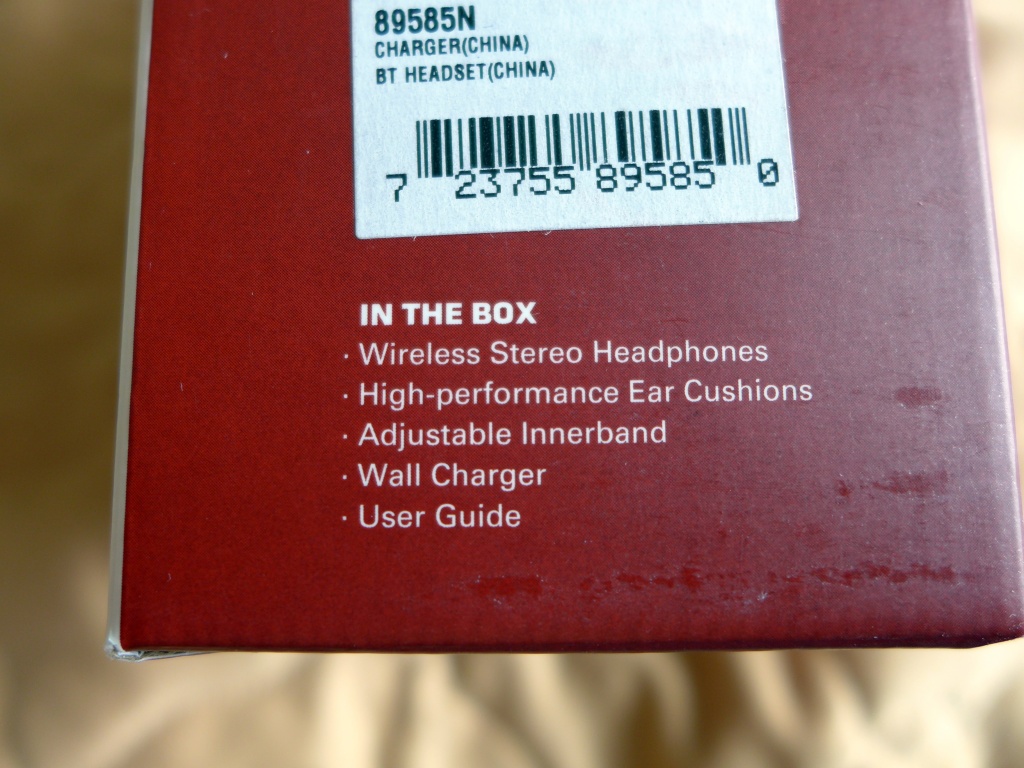 89585N
CHARGER(CHINA)
BT HEADSET(CHINA)
7 23755 89585 0
IN THE BOX
· Wireless Stereo Headphones
· High-performance Ear Cushions
· Adjustable Innerband
· Wall Charger
· User Guide